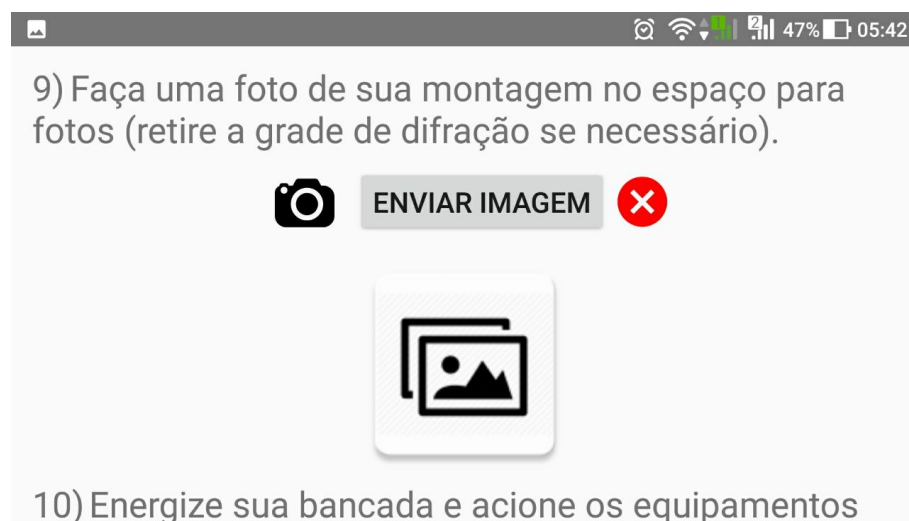 2 47% 05:42
9) Faça uma foto de sua montagem no espaço para
fotos (retire a grade de difração se necessário).
ENVIAR IMAGEM
10) Energize sua bancada e acione os equipamentos